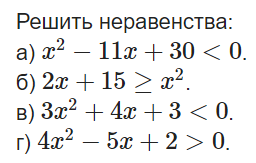 Решить неравенства:
а) x² − 11x + 30 < 0.
б) 2x + 15 ≥ x².
в) 3x² + 4x + 3 < 0.
г) 4x² − 5x + 2 > 0.